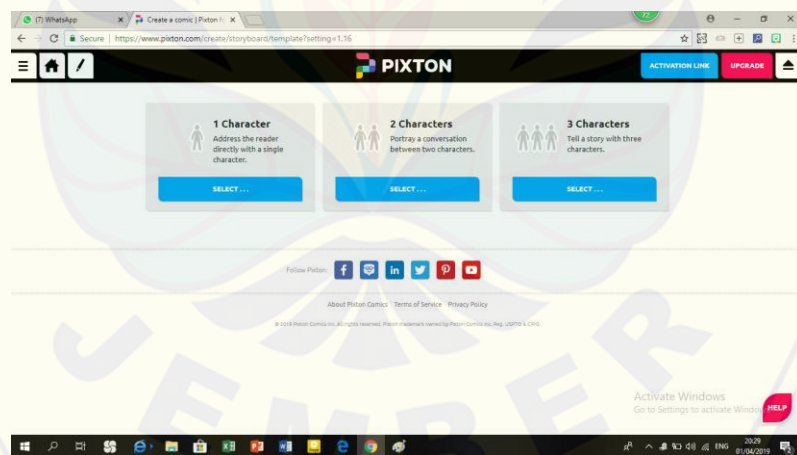 (7) WhatsApp
Create a comic | Pixton
Secure | https://www.pixton.com/create/storyboard/template?setting=1.16
PIXTON
ACTIVATION LINK
UPGRADE
1 Character
Address the reader
directly with a single
character.
SELECT ...
2 Characters
Portray a conversation
between two characters.
SELECT ...
3 Characters
Tell a story with three
characters.
SELECT ...
Follow Pixton:
About Pixton Comics Terms of Service Privacy Policy
Activate Windows
Go to Settings to activate Windo
HELP
JEMBER
ENG
20:29
01/04/2019